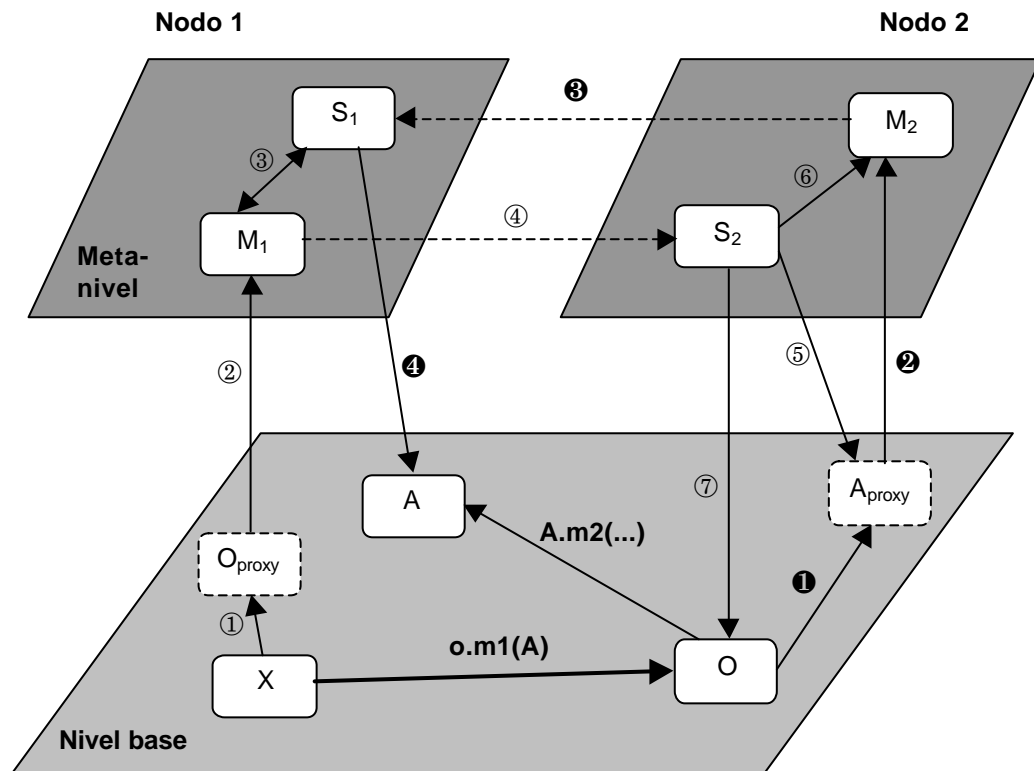 Nodo 1
Nodo 2
❸
S₁
M₂
③
⑥
④
M₁
S₂
Meta-
nivel
②
❹
⑤
❷
⑦
A
Aproxy
A.m2(...)
Oproxy
❶
①
o.m1(A)
X
O
Nivel base